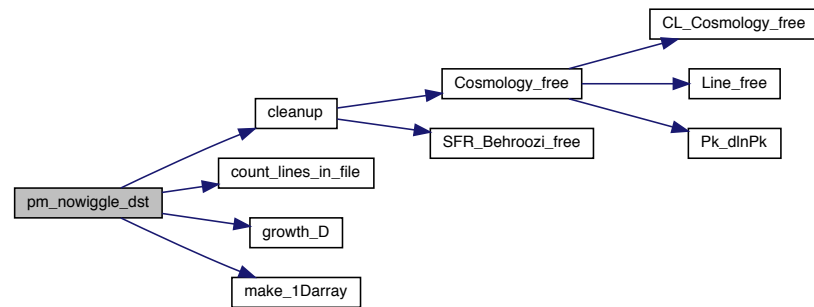 CL_Cosmology_free
Cosmology_free
Line_free
cleanup
SFR_Behroozi_free
Pk_dlnPk
count_lines_in_file
pm_nowiggle_dst
growth_D
make_1Darray